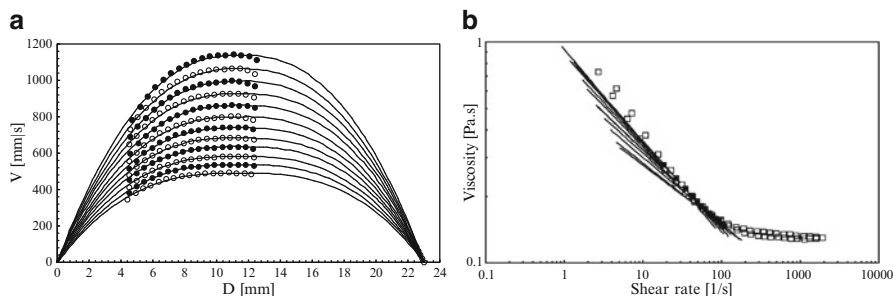 a
1200
1000
800
600
400
200
0
V [mm|s]
0 2 4 6 8 10 12 14 16 18 20 22 24
D [mm]
b
1
0.1
Viscosity [Pa.s]
0.1 1 10 100 1000 10000
Shear rate [1/s]